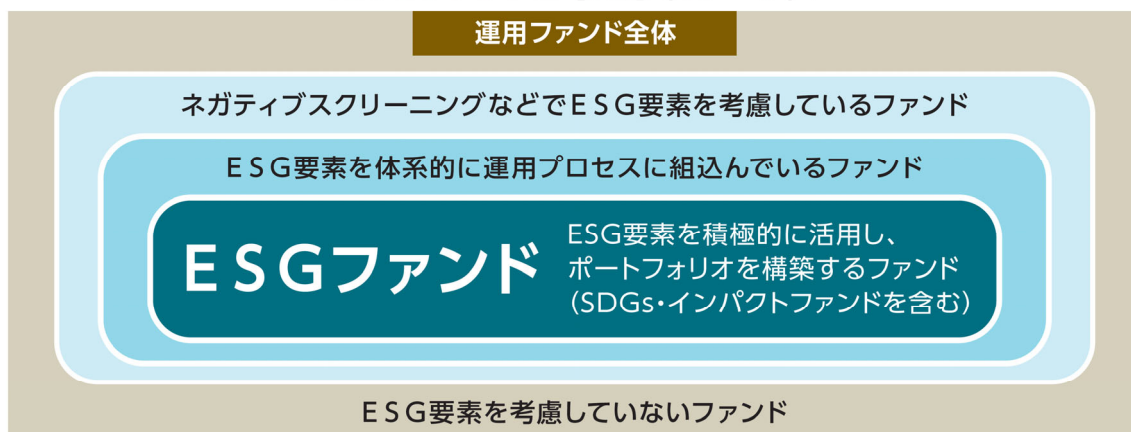 運用ファンド全体
ネガティブスクリーニングなどでESG要素を考慮しているファンド
ESG要素を体系的に運用プロセスに組込んでいるファンド
ESGファンド
ESG要素を積極的に活用し、
ポートフォリオを構築するファンド
(SDGs・インパクトファンドを含む)
ESG要素を考慮していないファンド